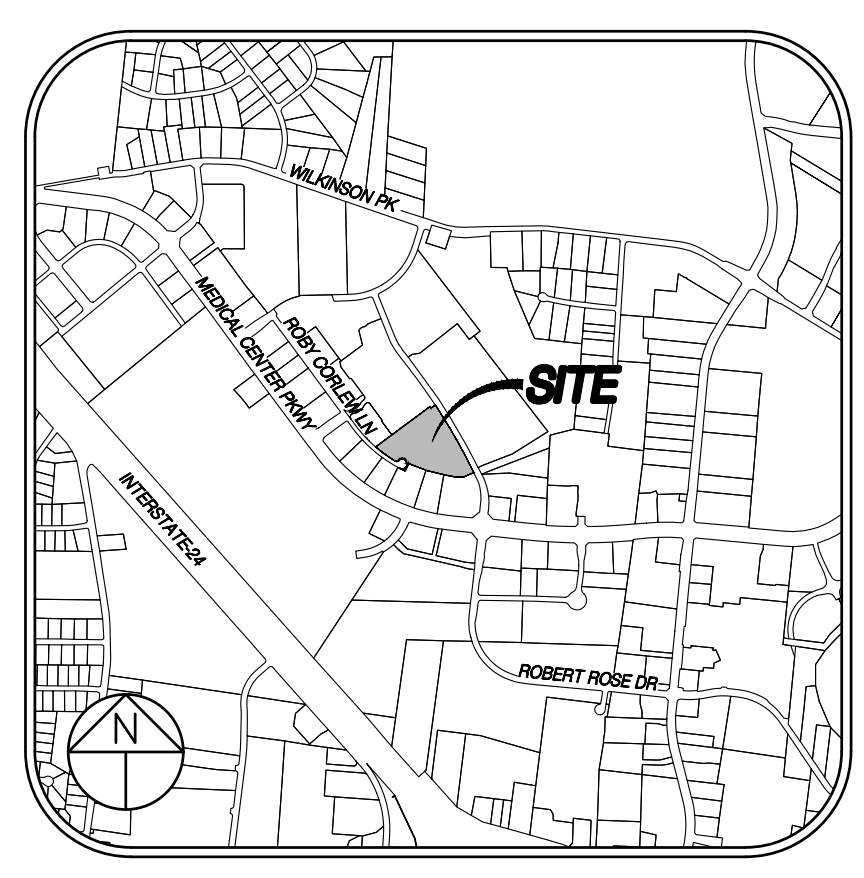 WILKINSON PK
MEDICAL CENTER PKWY
ROBY CORLEW LN
SITE
INTERSTATE-24
ROBERT ROSE DR
N